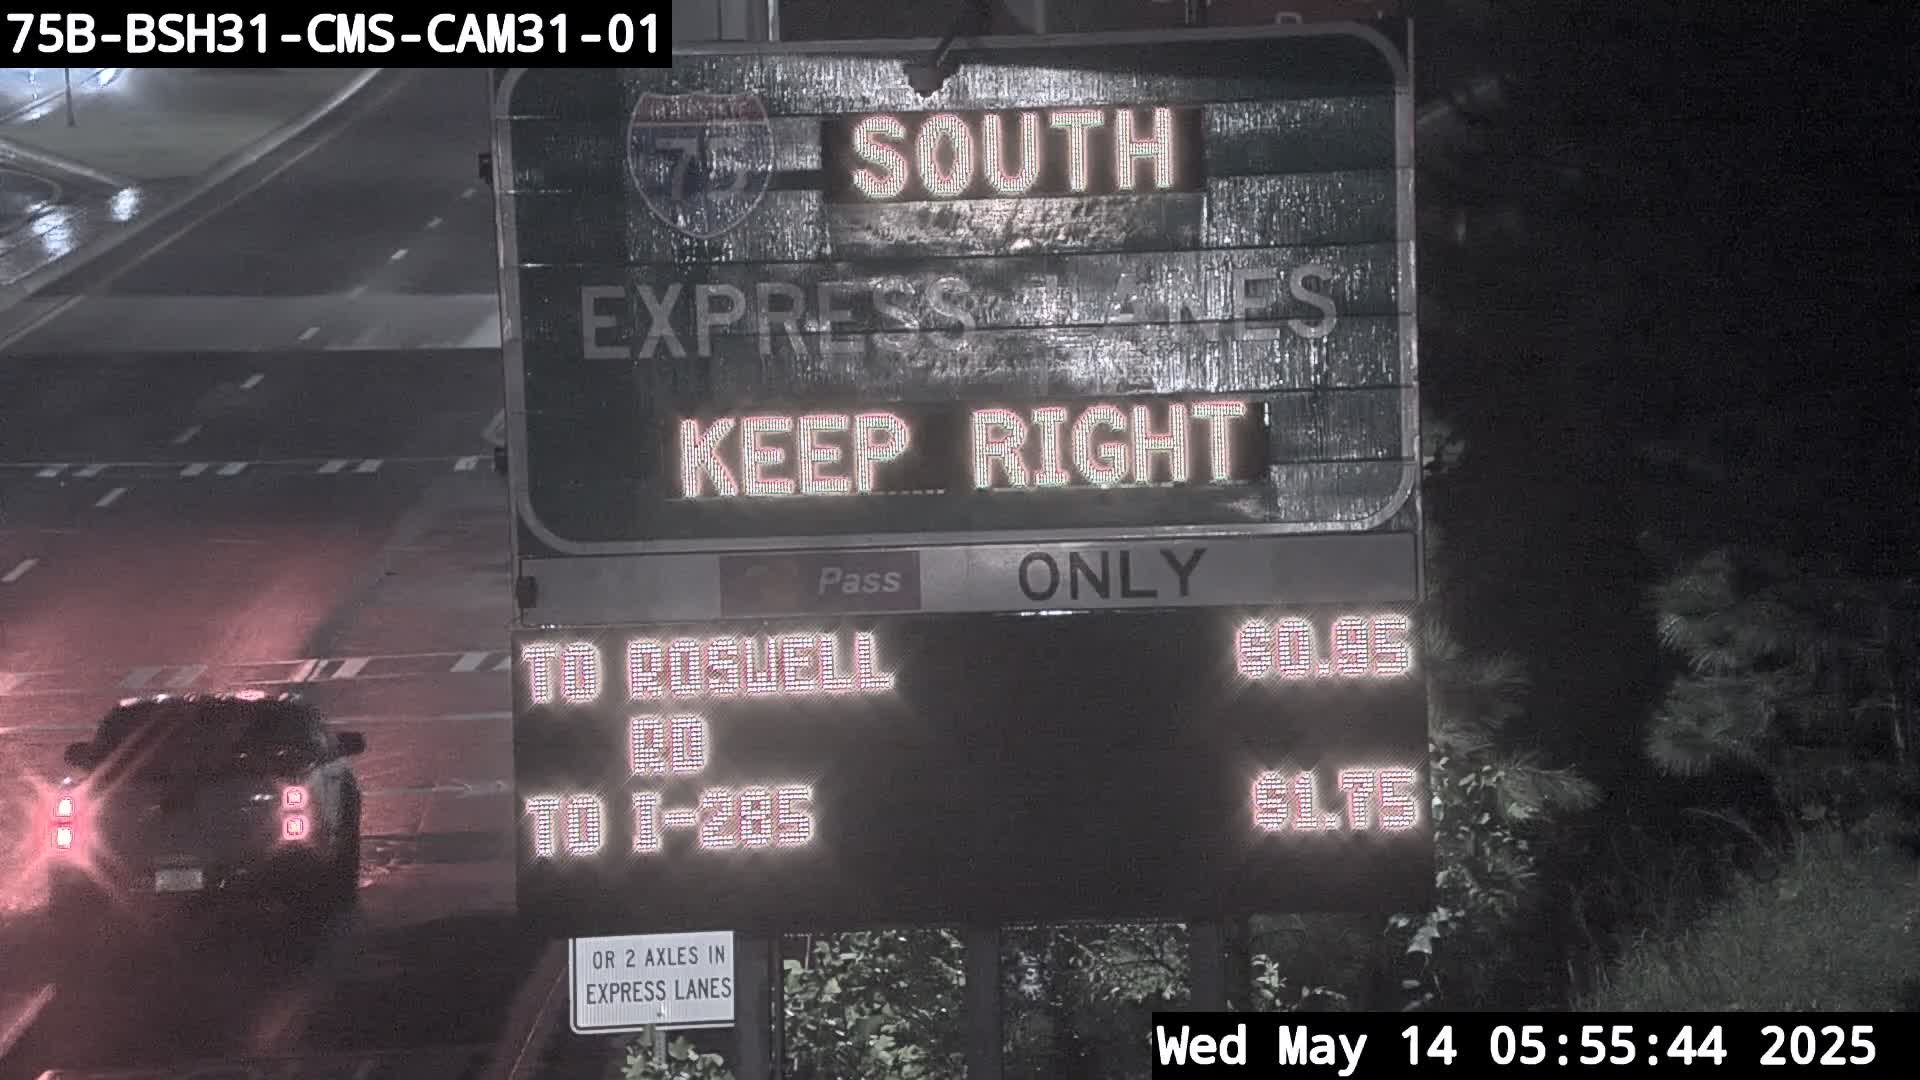 75B-BSH31-CMS-CAM31-01
75
SOUTH
EXPRESS LANES
KEEP RIGHT
Pass ONLY
TO ROSWELL $0.95
RD
TO I-285 $1.75
OR 2 AXLES IN
EXPRESS LANES
Wed May 14 05:55:44 2025